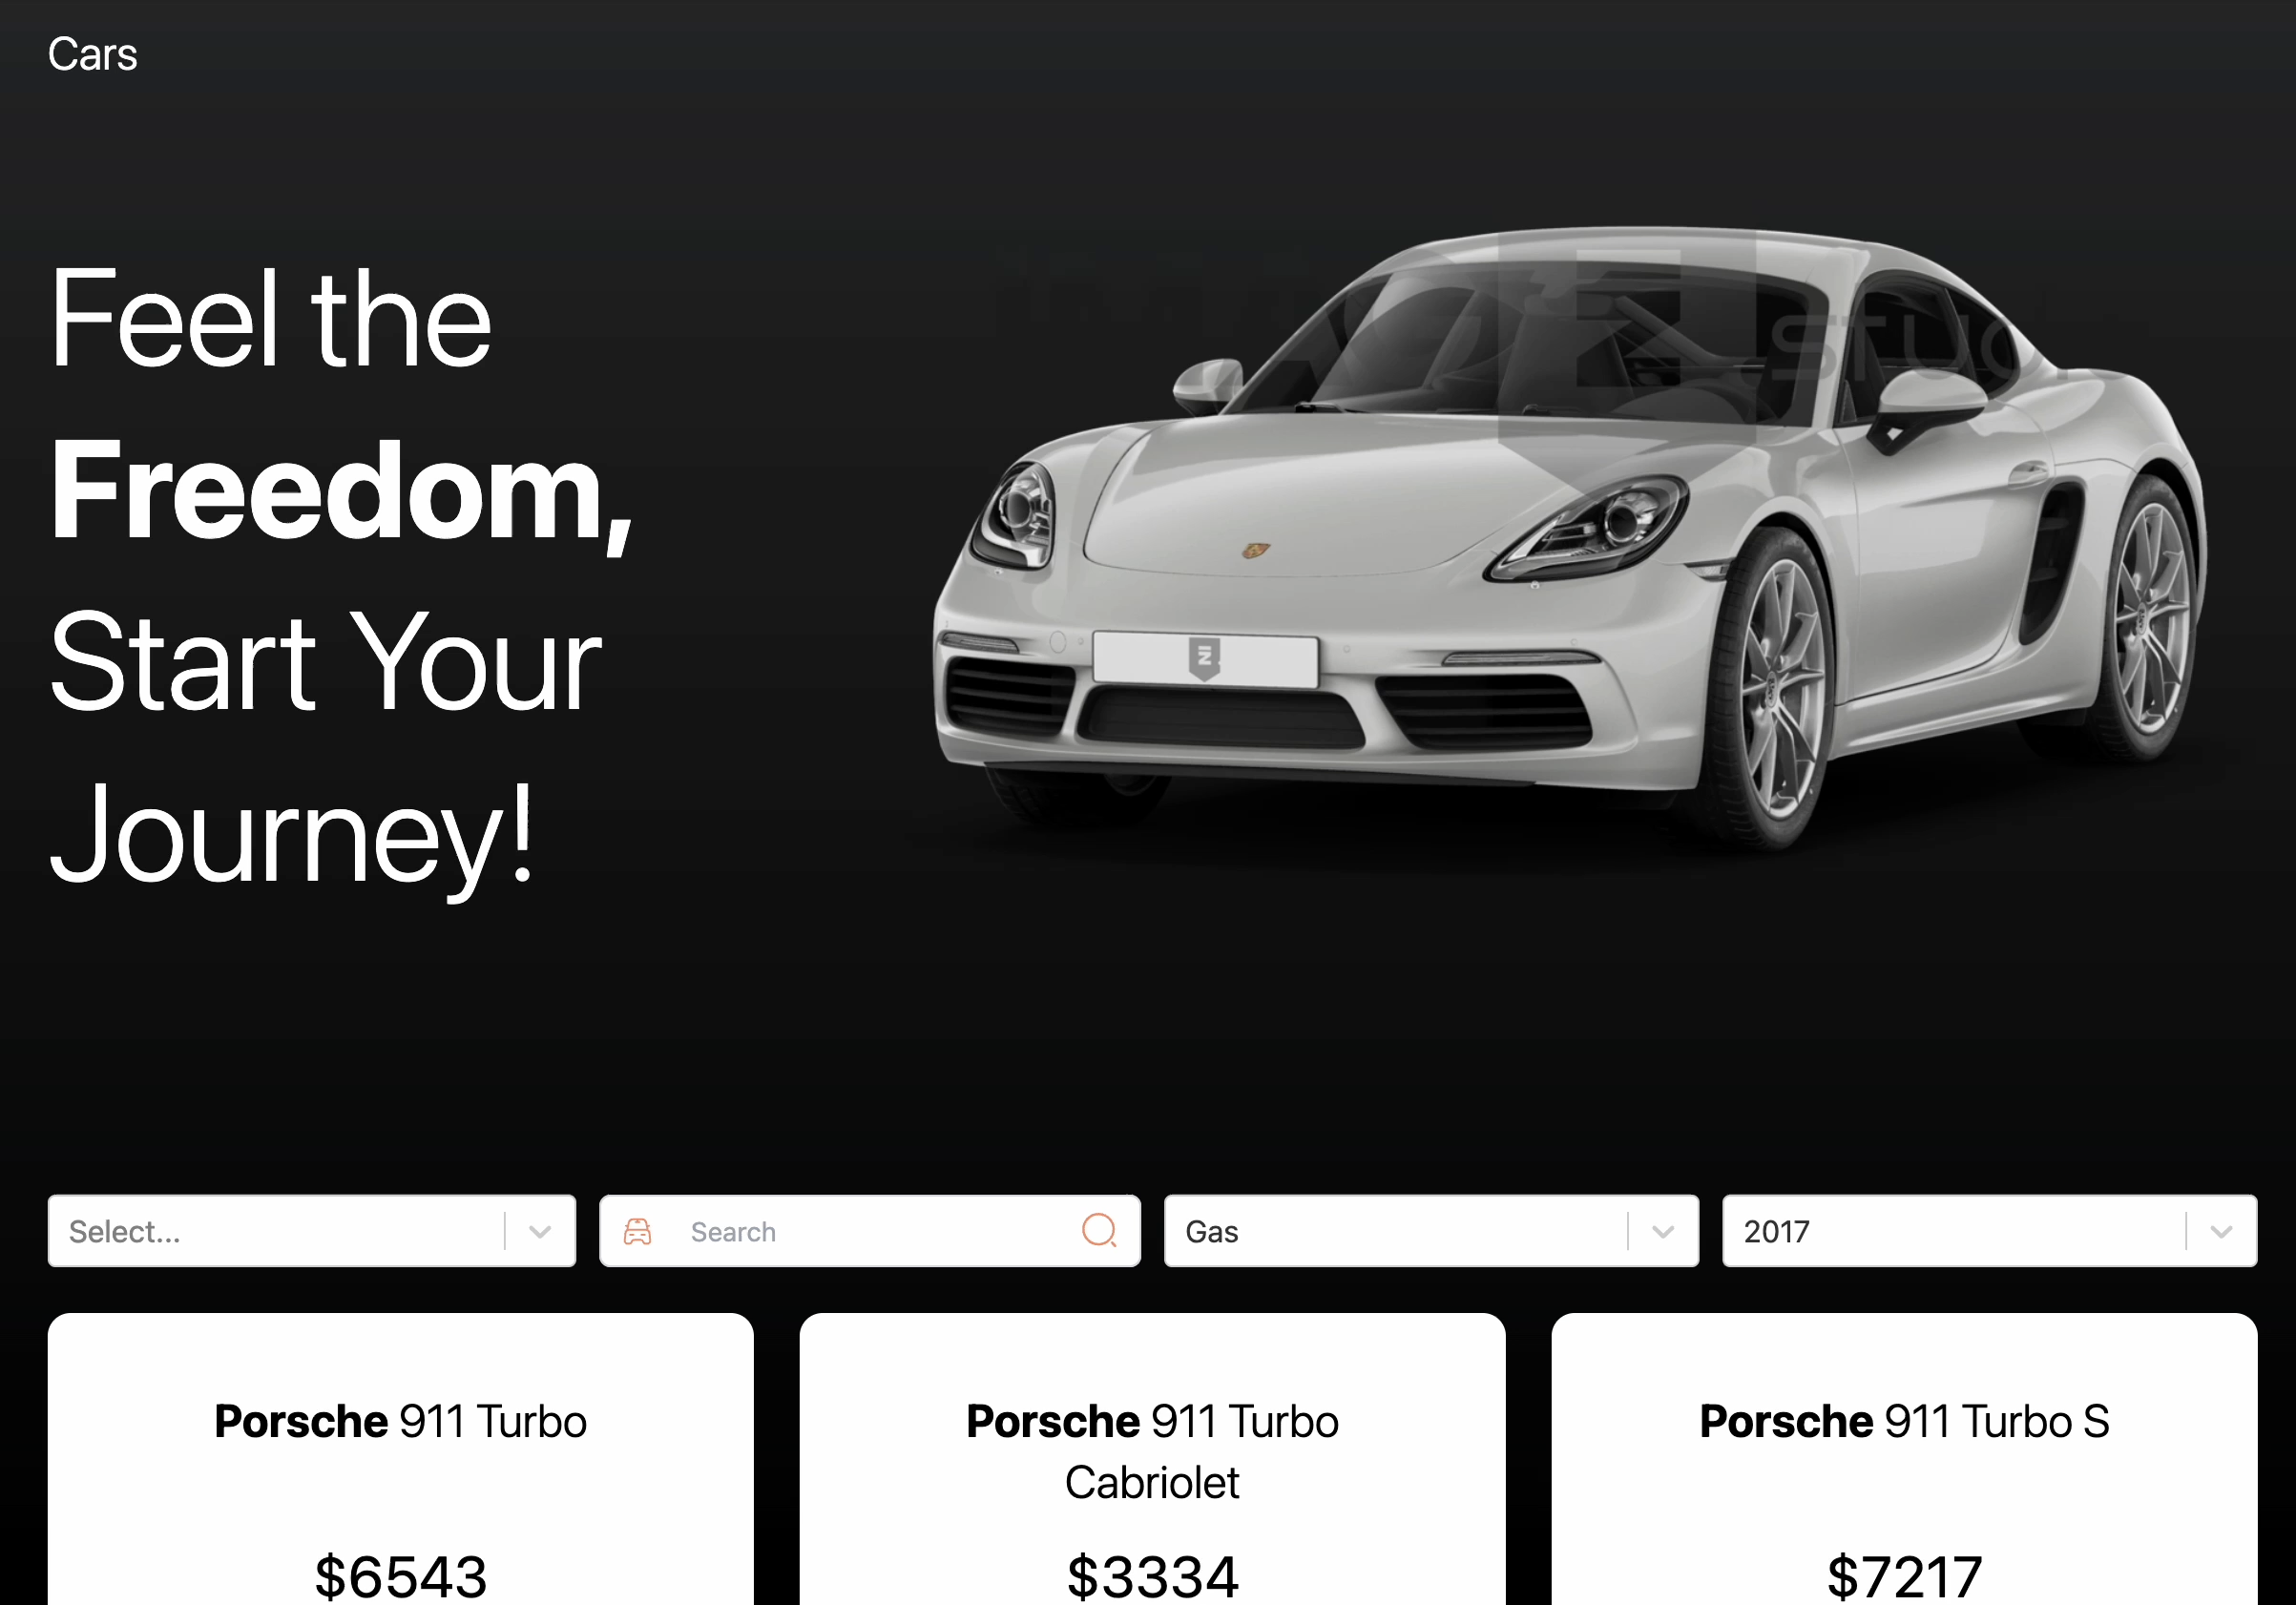 Cars
Feel the
Freedom,
Start Your
Journey!
Select...
Search
Gas
2017
Porsche 911 Turbo
Porsche 911 Turbo
Cabriolet
Porsche 911 Turbo S
$6543
$3334
$7217